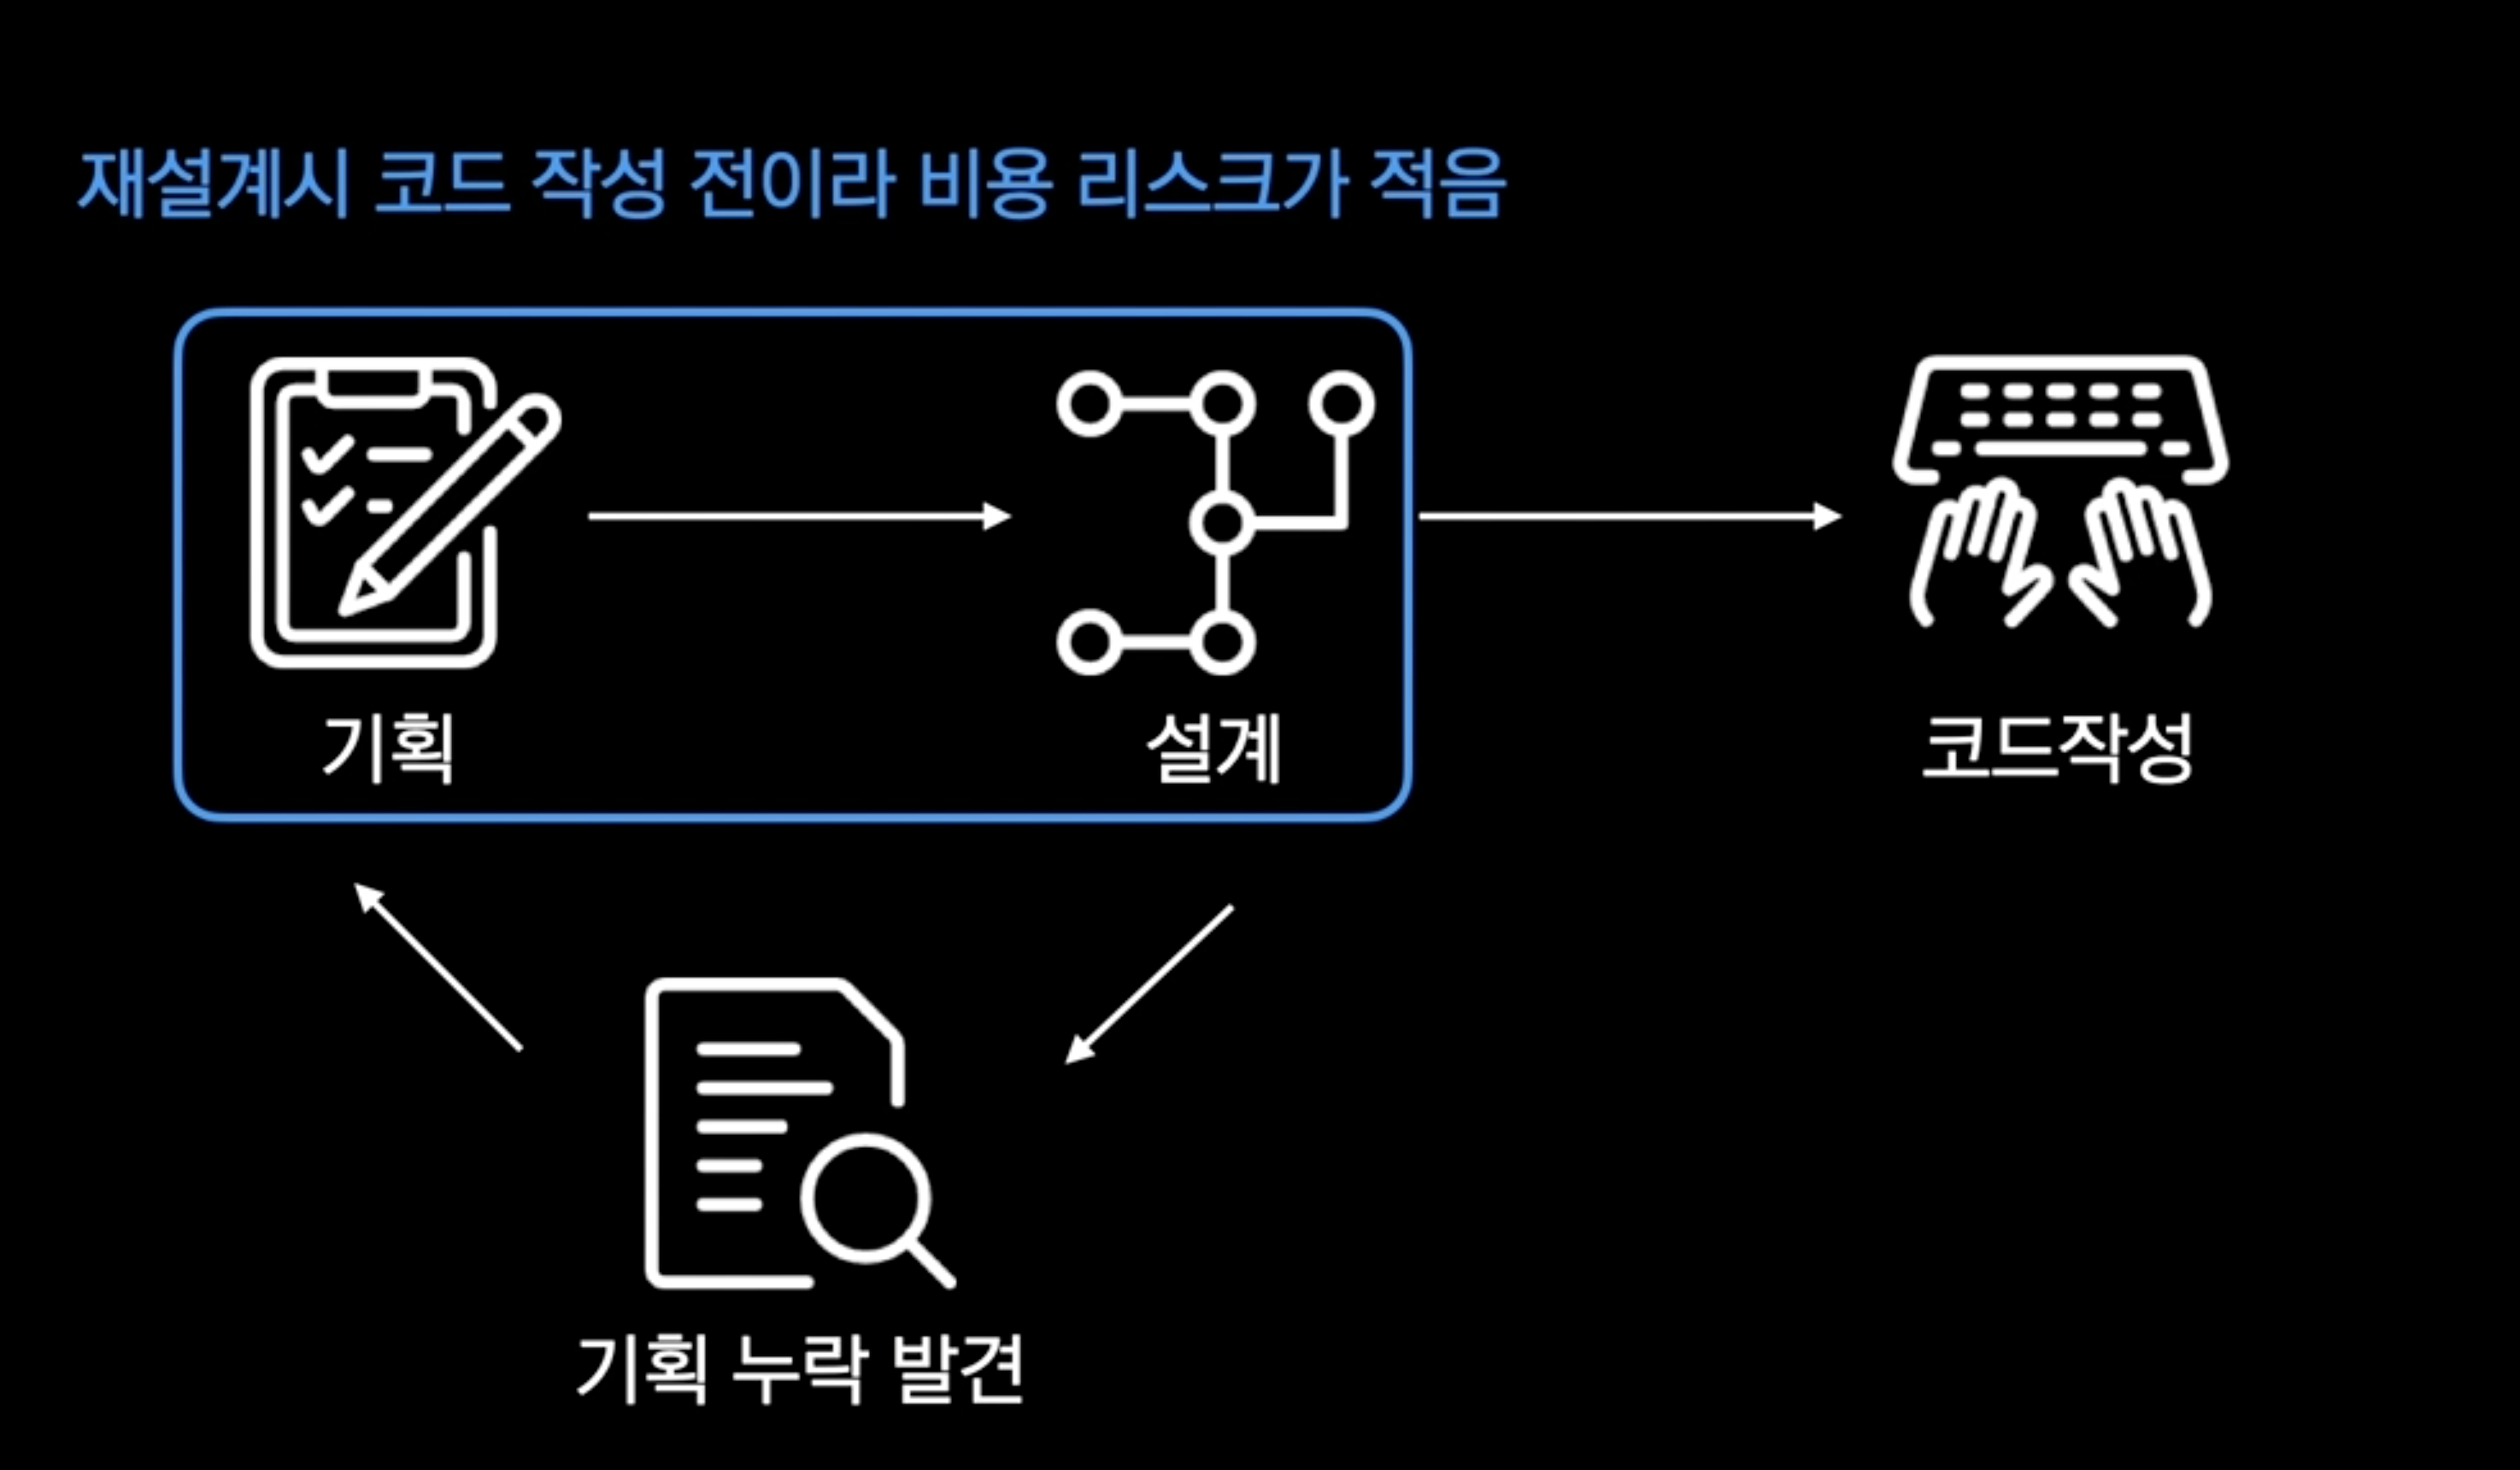 재설계시 코드 작성 전이라 비용 리스크가 적음
기획
설계
코드작성
기획 누락 발견